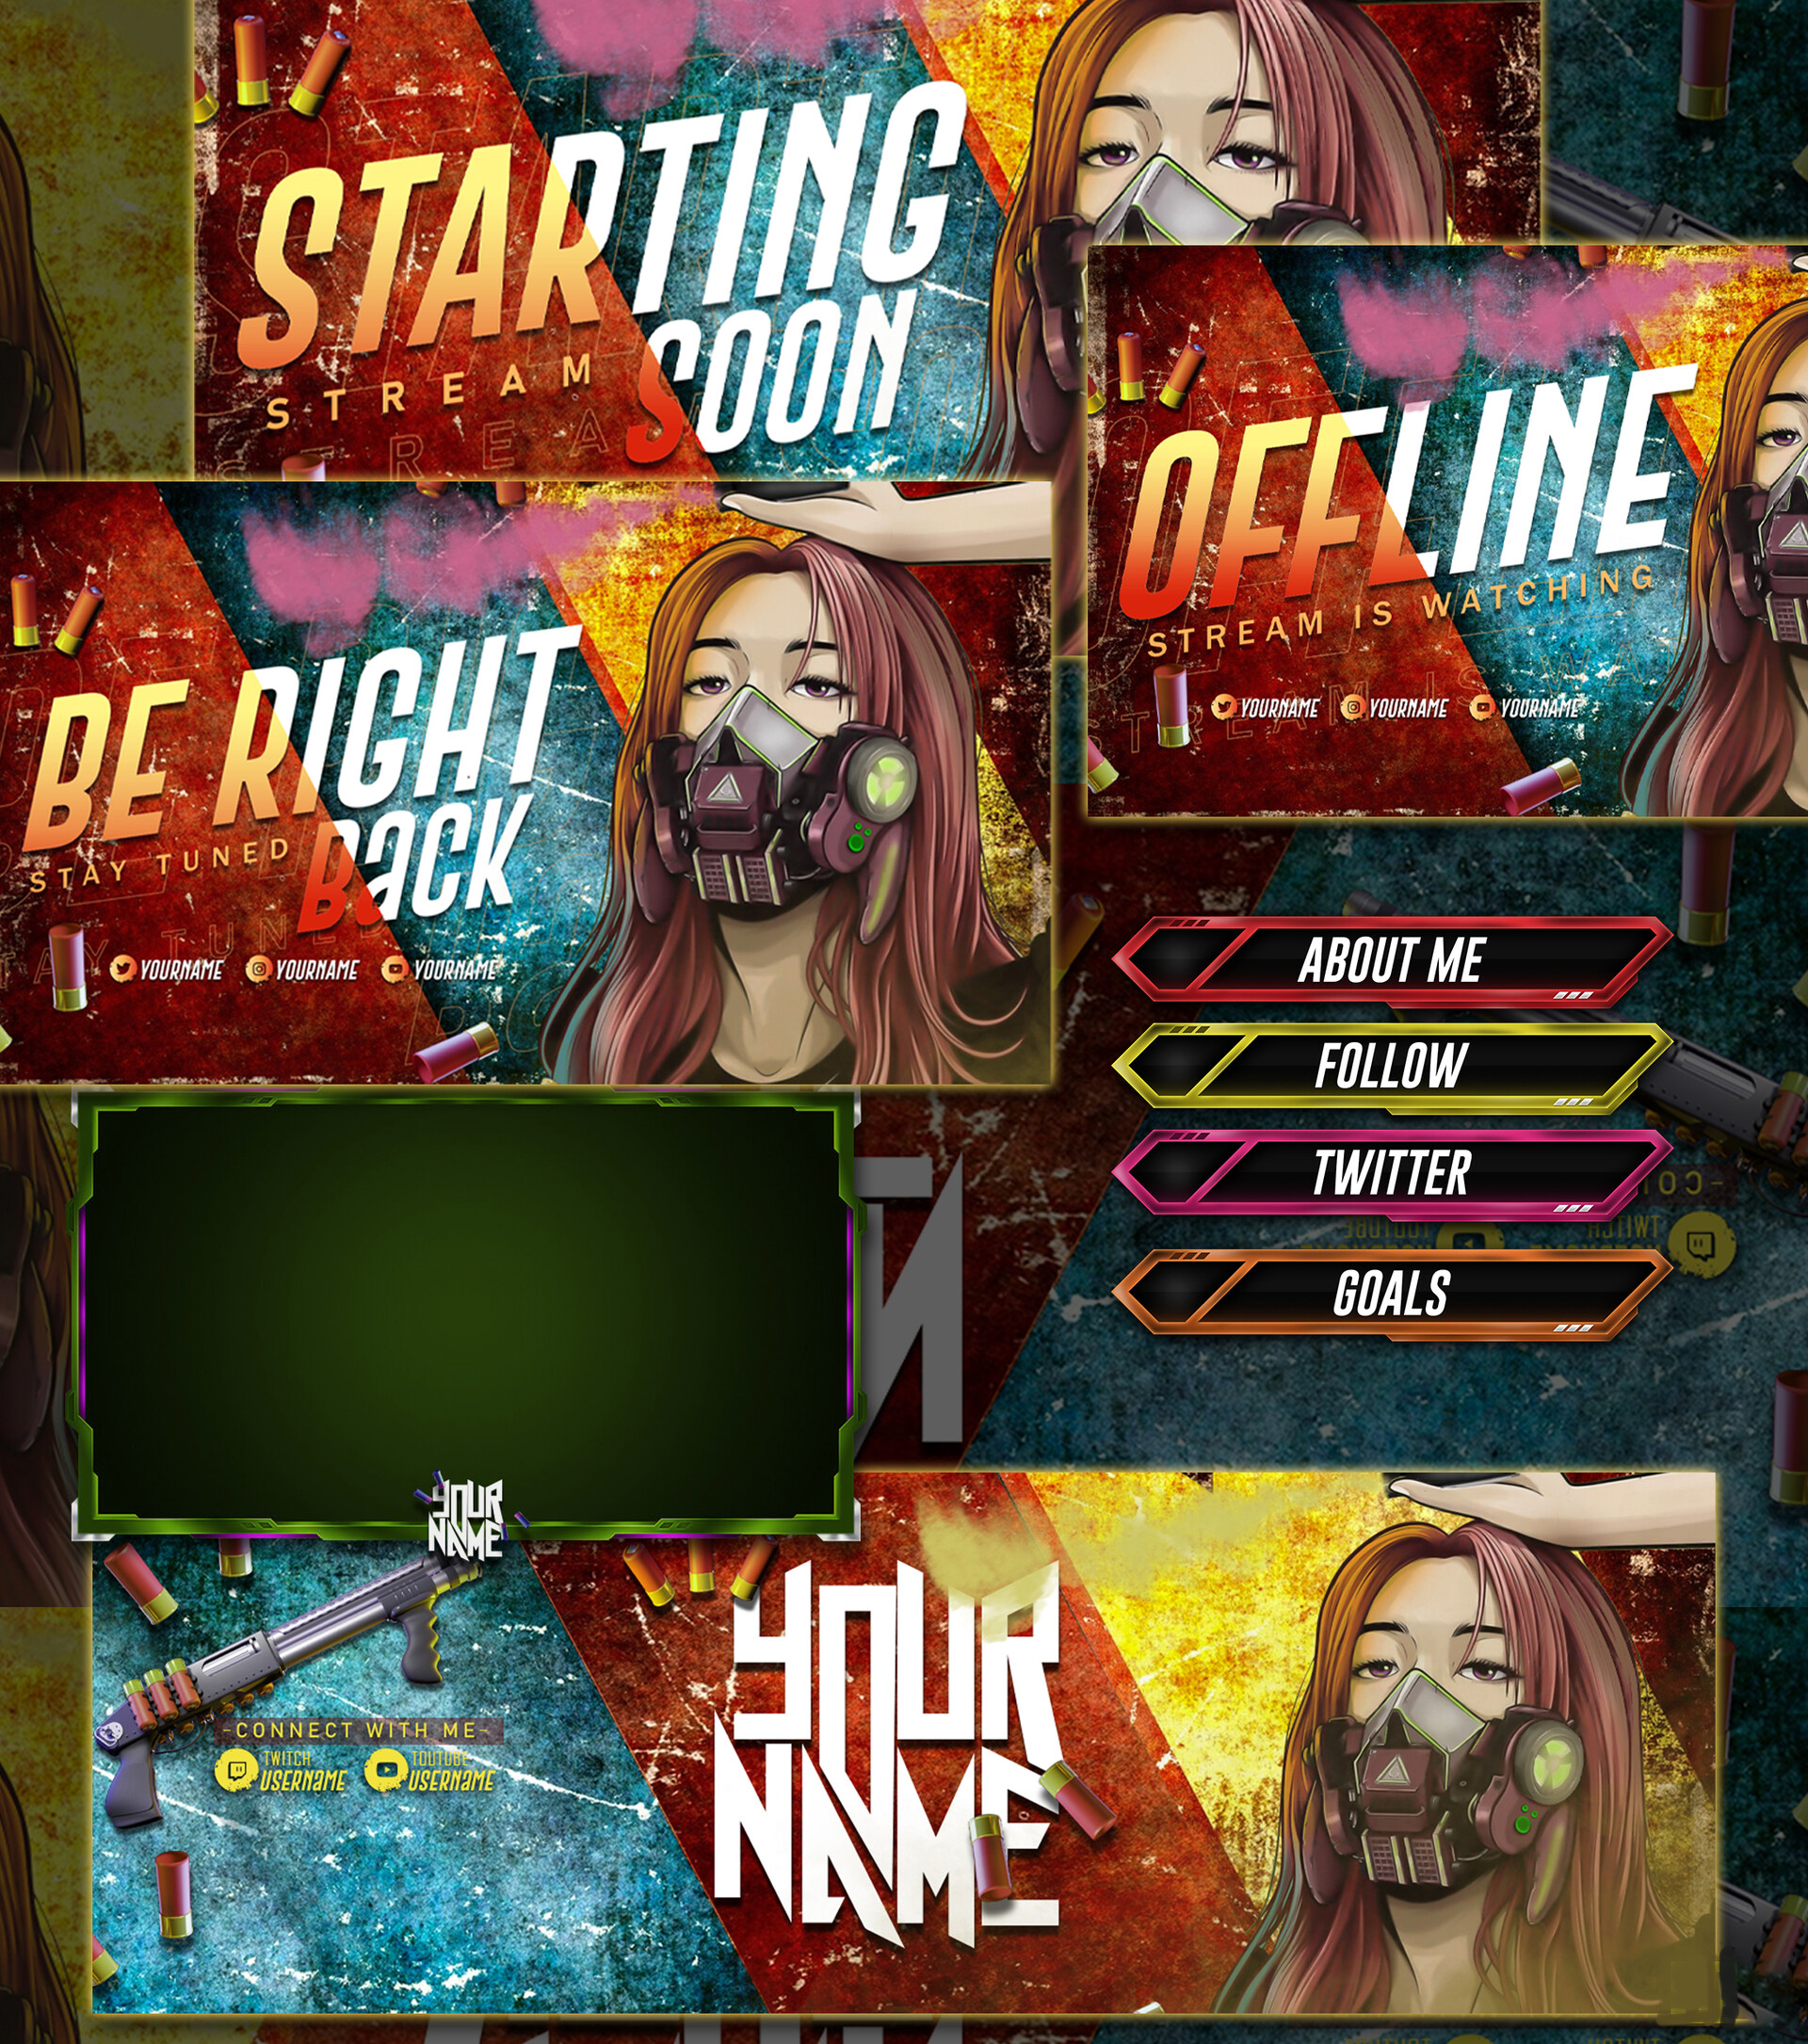 STARTING
SOON
STREAM
OFFLINE
STREAM IS WATCHING
YOURNAME YOURNAME YOURNAME
BE RIGHT
BaCK
STAY TUNED
YOURNAME YOURNAME YOURNAME
ABOUT ME
FOLLOW
TWITTER
GOALS
YOUR
NAME
-CONNECT WITH ME-
TWITCH YOUTUBE
USERNaME USERNaME
YOUR
NAME